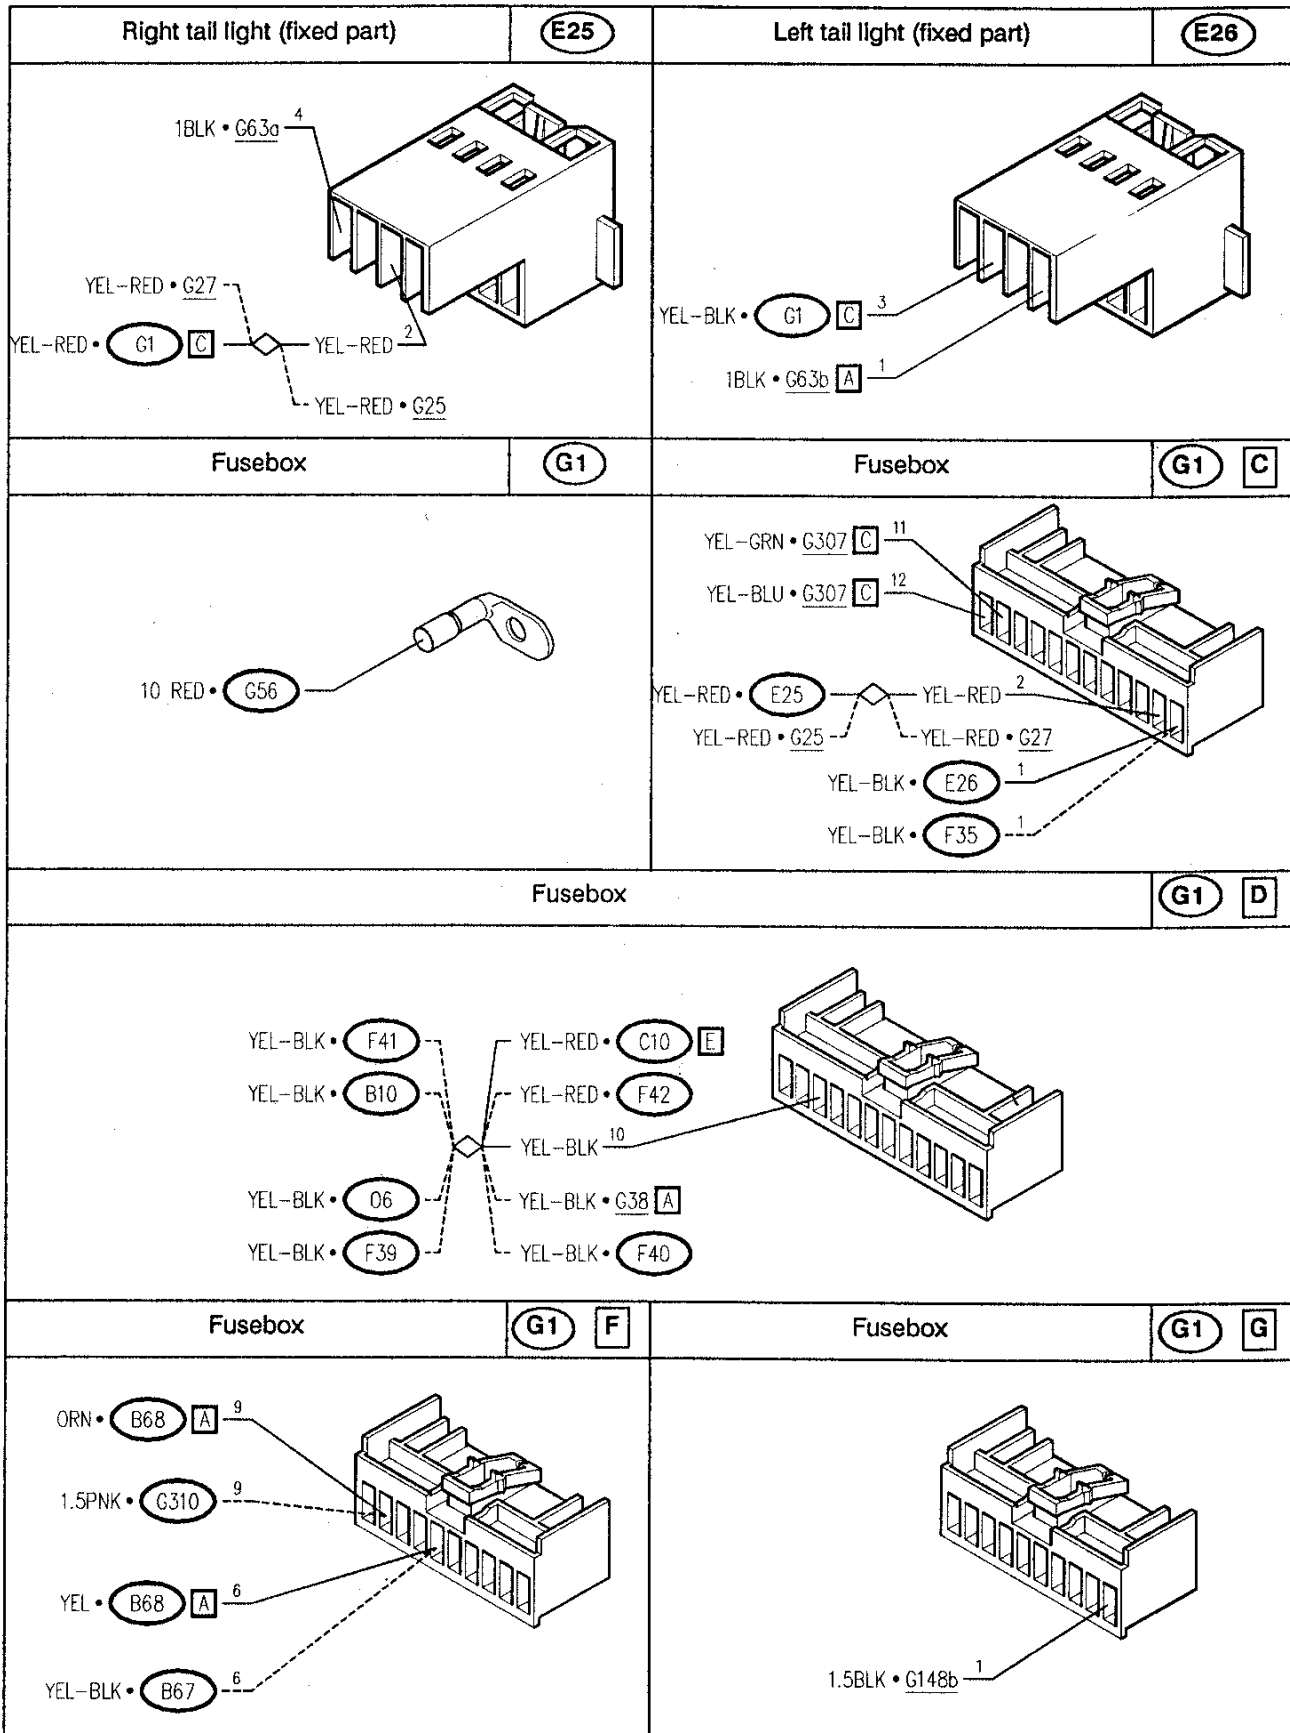 Right tail light (fixed part) E25
1BLK • G63a 4
YEL-RED • G27
YEL-RED • G1 C YEL-RED 2
YEL-RED • G25
Left tail light (fixed part) E26
YEL-BLK • G1 C 3
1BLK • G63b A 1
Fusebox G1
10 RED • G56
Fusebox G1 C
YEL-GRN • G307 C 11
YEL-BLU • G307 C 12
YEL-RED • E25 YEL-RED 2
YEL-RED • G25 YEL-RED • G27
YEL-BLK • E26 1
YEL-BLK • F35 1
Fusebox G1 D
YEL-BLK • F41 YEL-RED • C10 E
YEL-BLK • B10 YEL-RED • F42
YEL-BLK 10
YEL-BLK • O6 YEL-BLK • G38 A
YEL-BLK • F39 YEL-BLK • F40
Fusebox G1 F
ORN • B68 A 9
1.5PNK • G310 9
YEL • B68 A 6
YEL-BLK • B67 6
Fusebox G1 G
1.5BLK • G148b 1